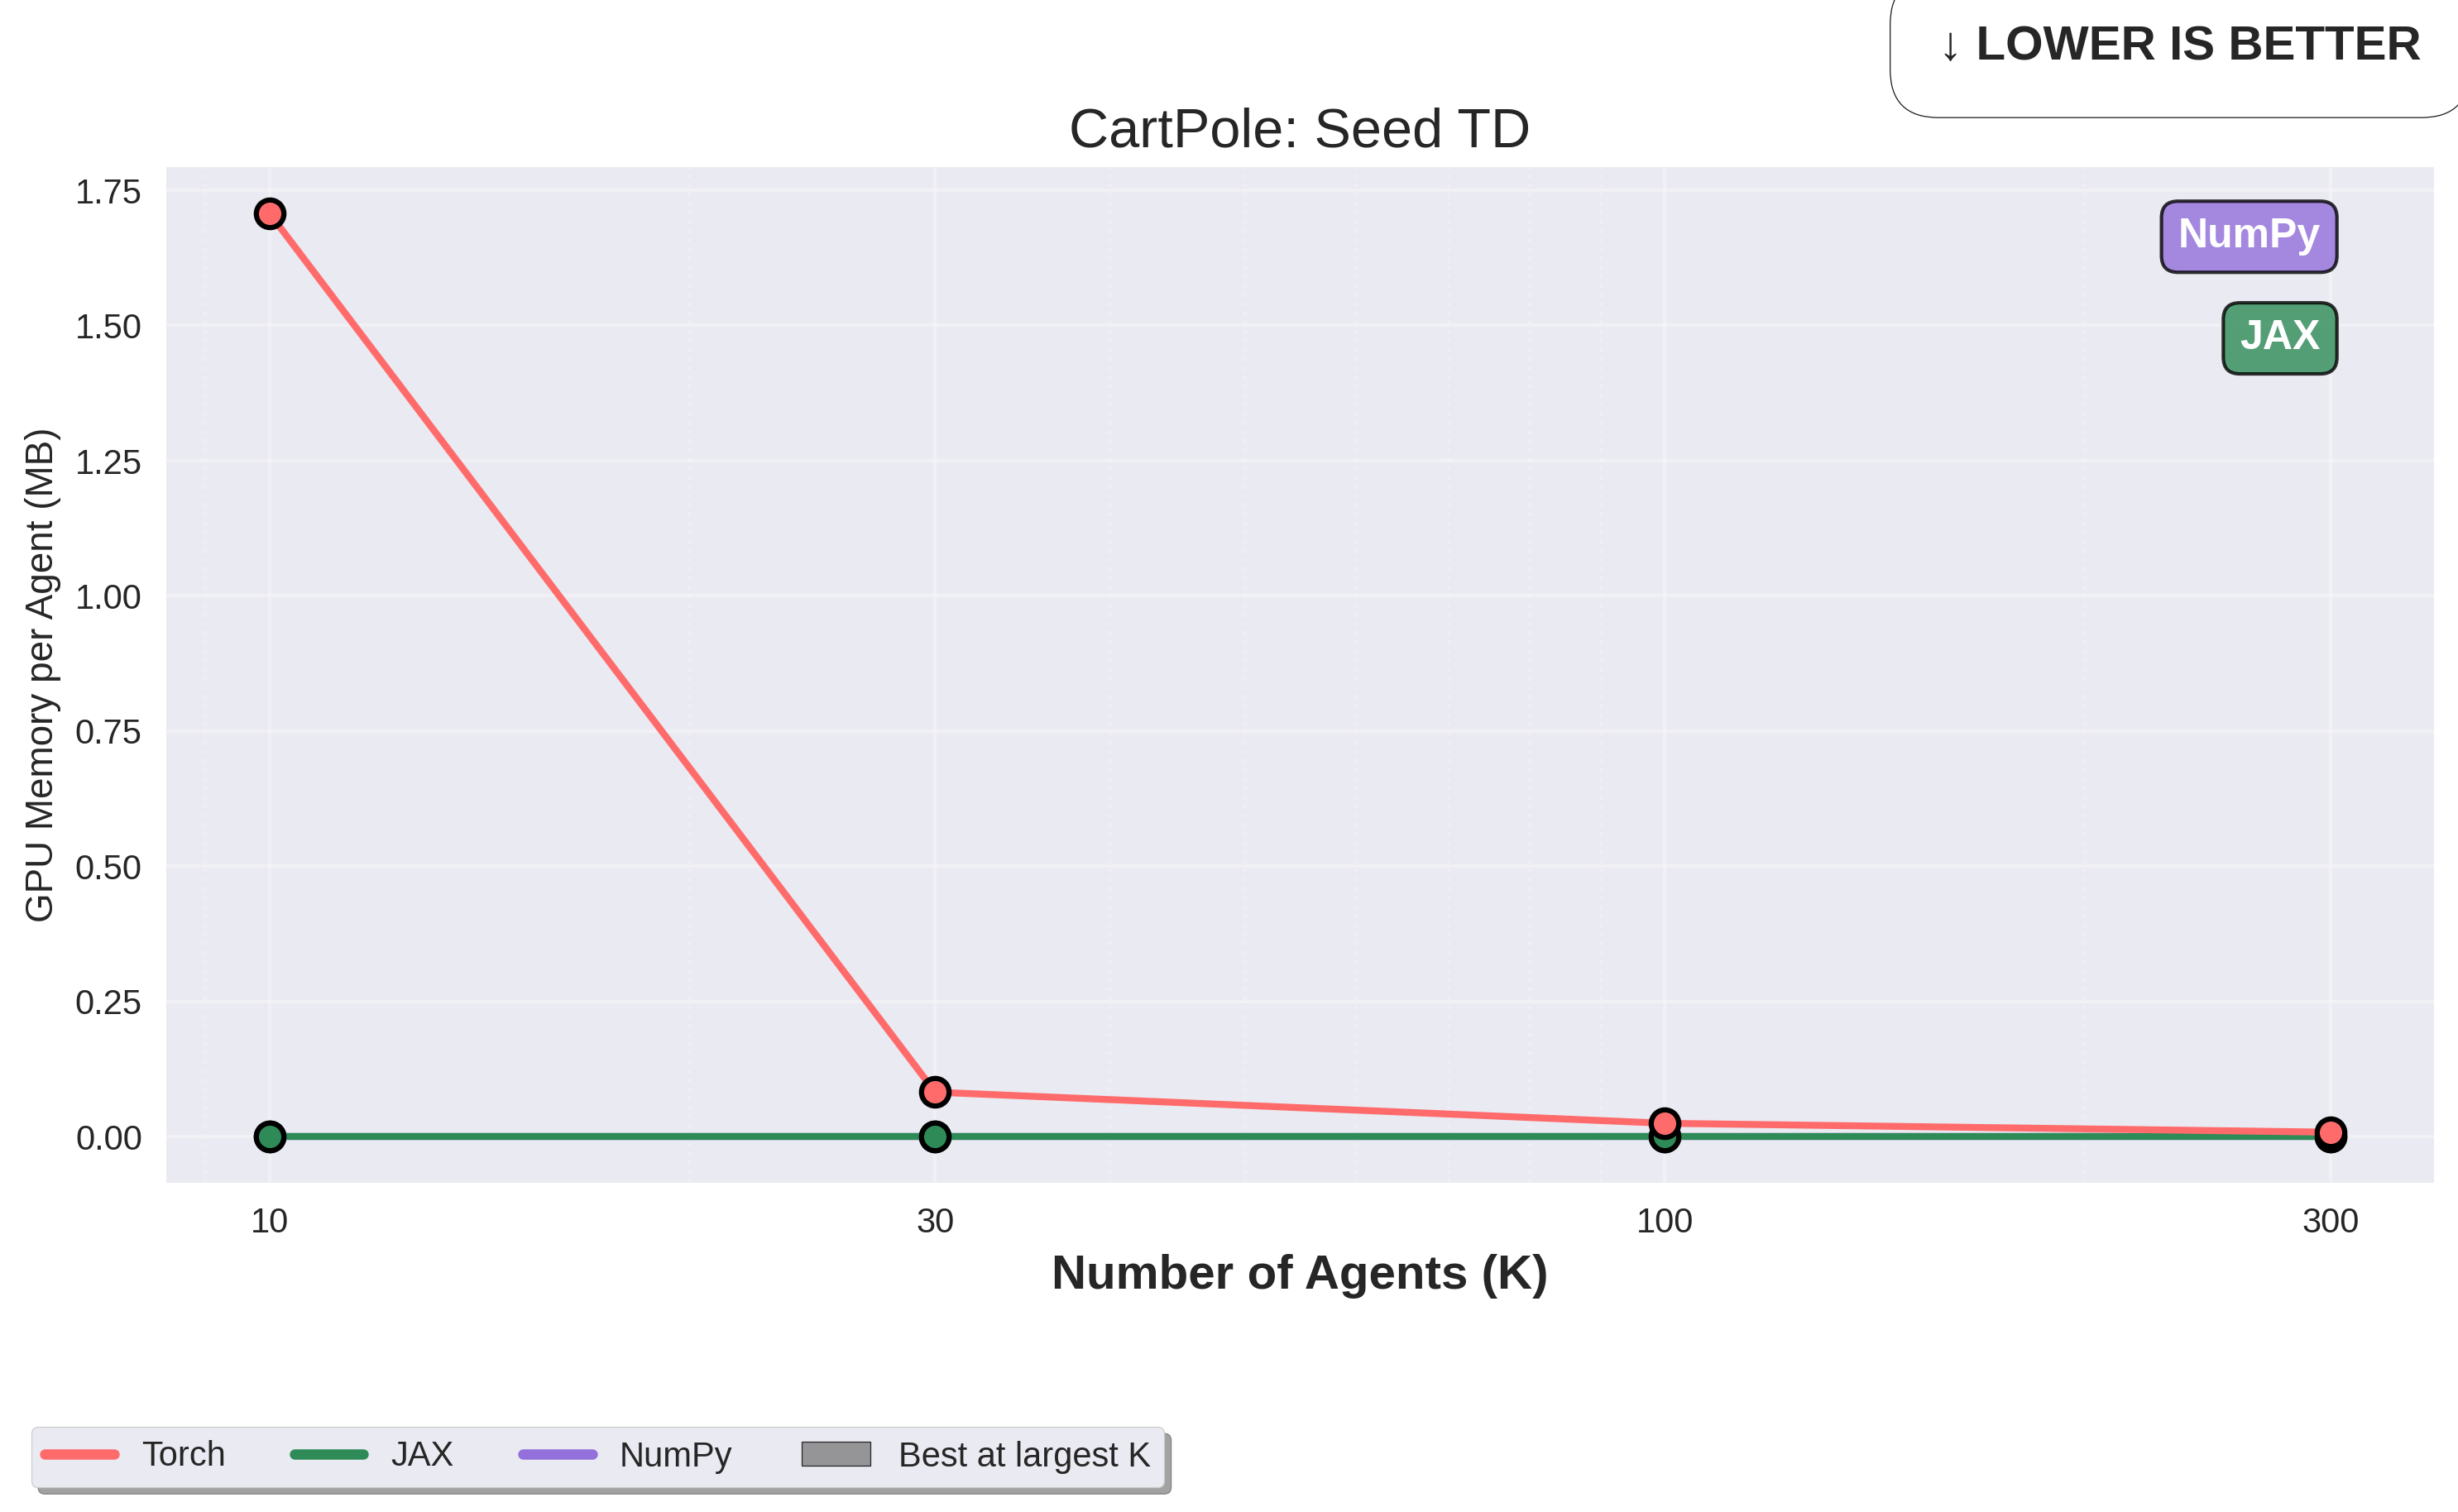 ↓ LOWER IS BETTER
CartPole: Seed TD
GPU Memory per Agent (MB)
1.75
1.50
1.25
1.00
0.75
0.50
0.25
0.00
NumPy
JAX
10 30 100 300
Number of Agents (K)
Torch JAX NumPy Best at largest K